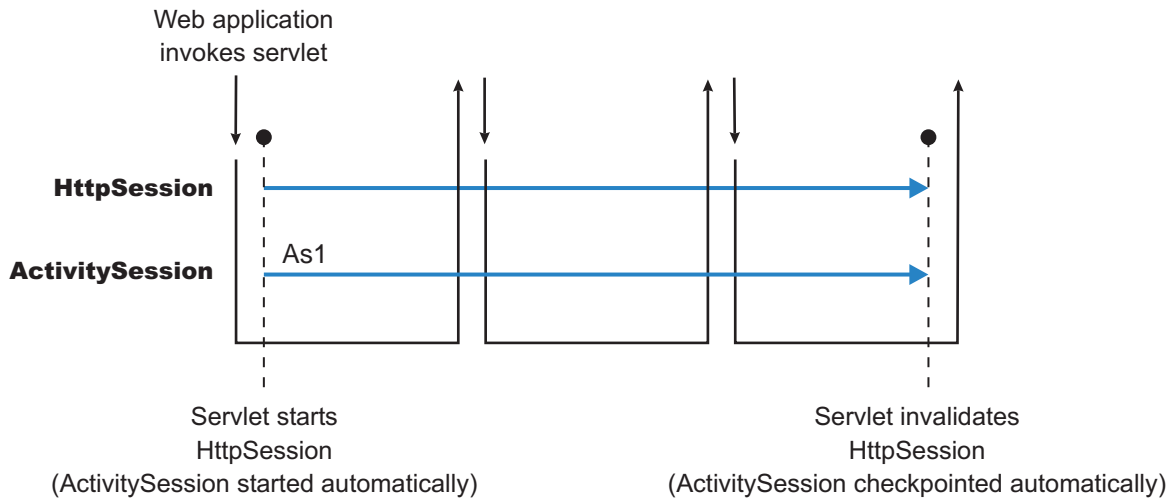 Web application
invokes servlet
HttpSession
As1
ActivitySession
Servlet starts
HttpSession
(ActivitySession started automatically)
Servlet invalidates
HttpSession
(ActivitySession checkpointed automatically)